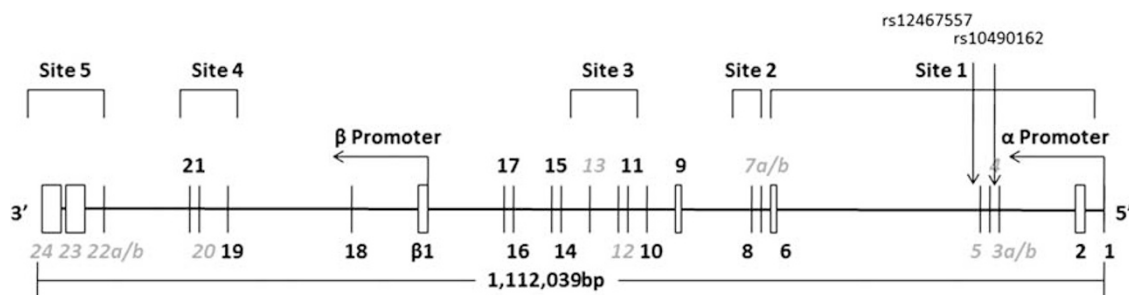 rs12467557
rs10490162
Site 5 Site 4 Site 3 Site 2 Site 1
β Promoter α Promoter
21 17 15 13 11 9 7a/b 4
3’ 5’
24 23 22a/b 20 19 18 β1 16 14 12 10 8 6 5 3a/b 2 1
1,112,039bp